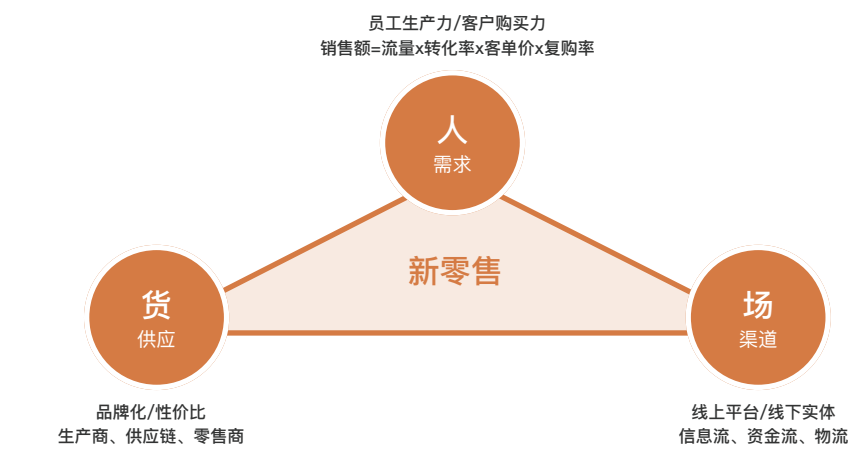 员工生产力/客户购买力
销售额=流量x转化率x客单价x复购率
人
需求
新零售
货
供应
场
渠道
品牌化/性价比
生产商、供应链、零售商
线上平台/线下实体
信息流、资金流、物流